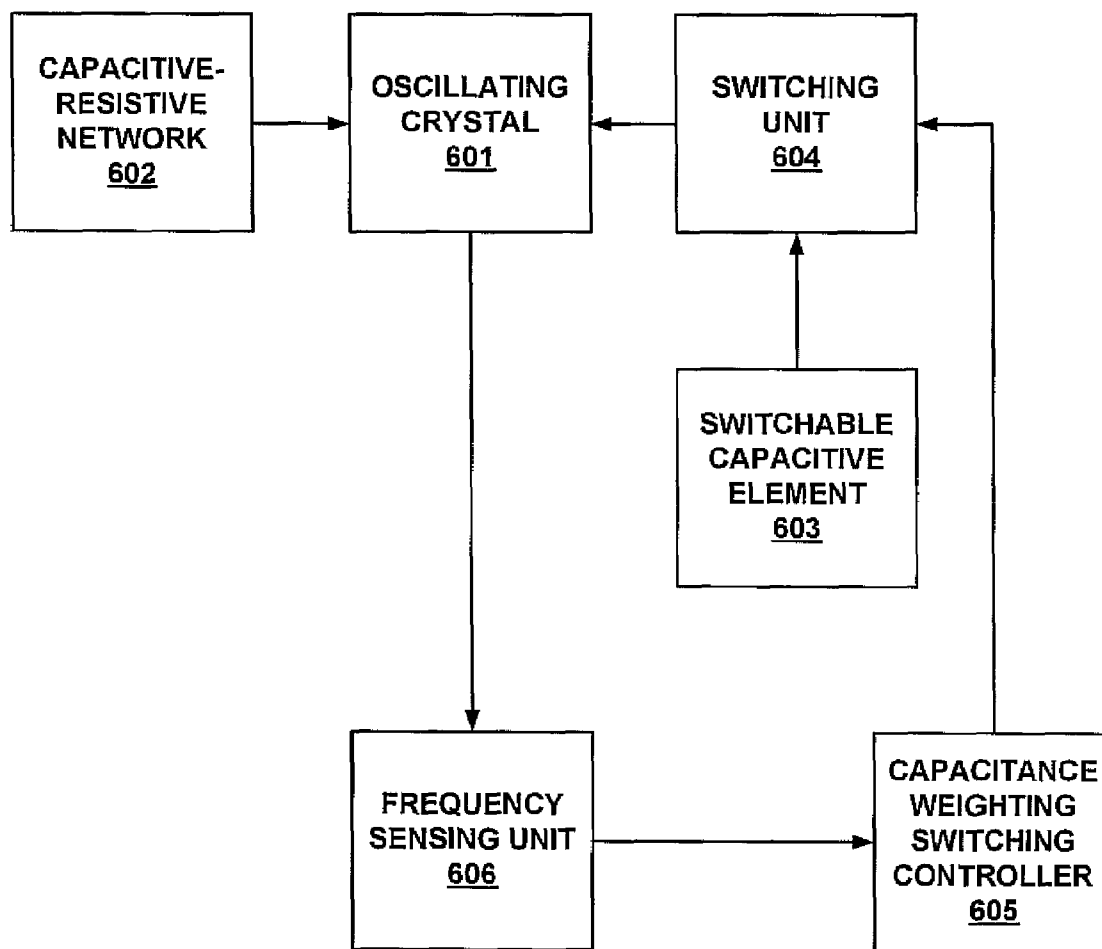 CAPACITIVE-
RESISTIVE
NETWORK
602
OSCILLATING
CRYSTAL
601
SWITCHING
UNIT
604
SWITCHABLE
CAPACITIVE
ELEMENT
603
FREQUENCY
SENSING UNIT
606
CAPACITANCE
WEIGHTING
SWITCHING
CONTROLLER
605